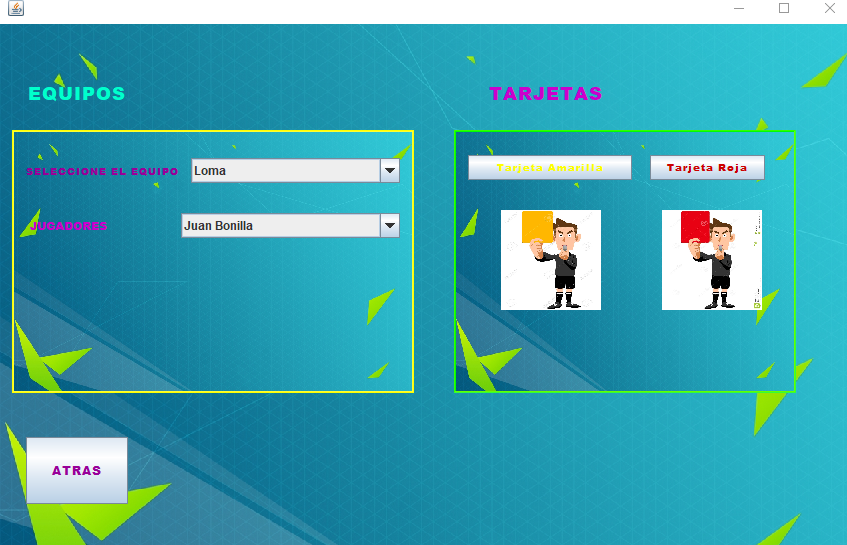 EQUIPOS
TARJETAS
SELECCIONE EL EQUIPO
Loma
JUGADORES
Juan Bonilla
Tarjeta Amarilla
Tarjeta Roja
ATRAS